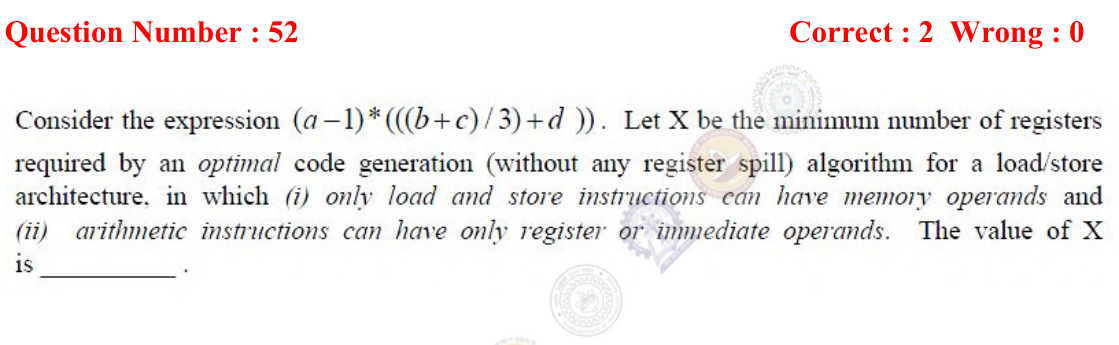 Question Number : 52 Correct : 2 Wrong : 0
Consider the expression (a – 1) * (((b + c) / 3) + d )). Let X be the minimum number of registers
required by an optimal code generation (without any register spill) algorithm for a load/store
architecture, in which (i) only load and store instructions can have memory operands and
(ii) arithmetic instructions can have only register or immediate operands. The value of X
is __________ .